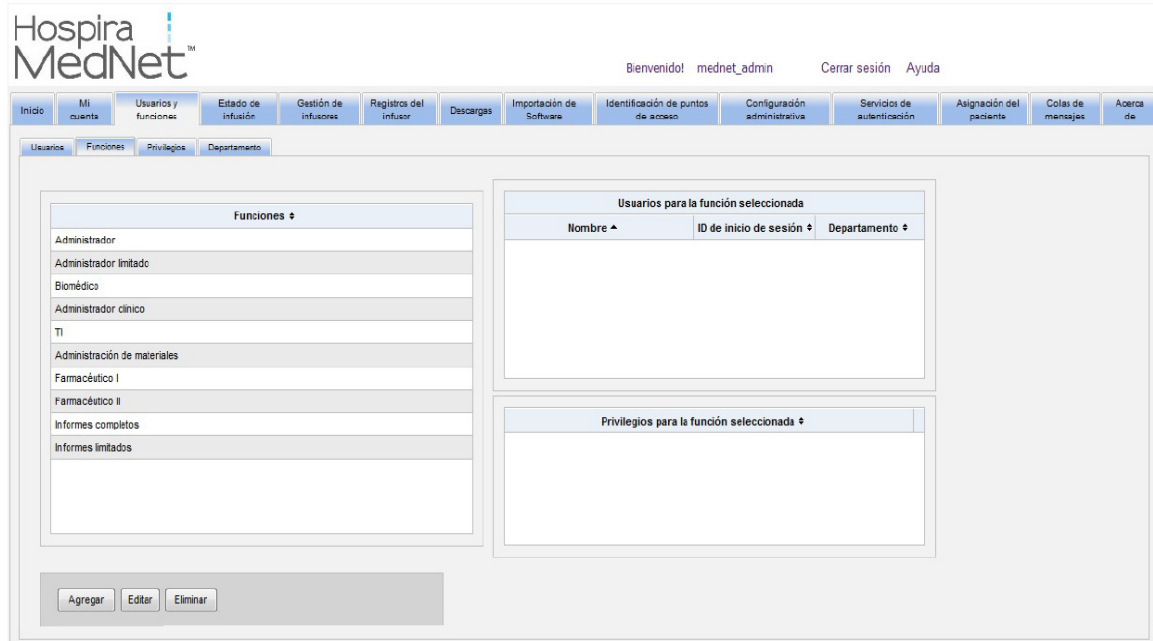 Hospira
MedNet™
Bienvenido! mednet_admin Cerrar sesión Ayuda
Inicio
Mi
cuenta
Usuarios y
funciones
Estado de
infusión
Gestión de
infusores
Registros del
infusor
Descargas
Importación de
Software
Identificación de puntos
de acceso
Configuración
administrativa
Servicios de
autenticación
Asignación del
paciente
Colas de
mensajes
Acerca
de
Usuarios Funciones Privilegios Departamento
Funciones
Administrador
Administrador limitado
Biomédico
Administrador clínico
TI
Administración de materiales
Farmacéutico I
Farmacéutico II
Informes completos
Informes limitados
Usuarios para la función seleccionada
Nombre ID de inicio de sesión Departamento
Privilegios para la función seleccionada
Agregar Editar Eliminar